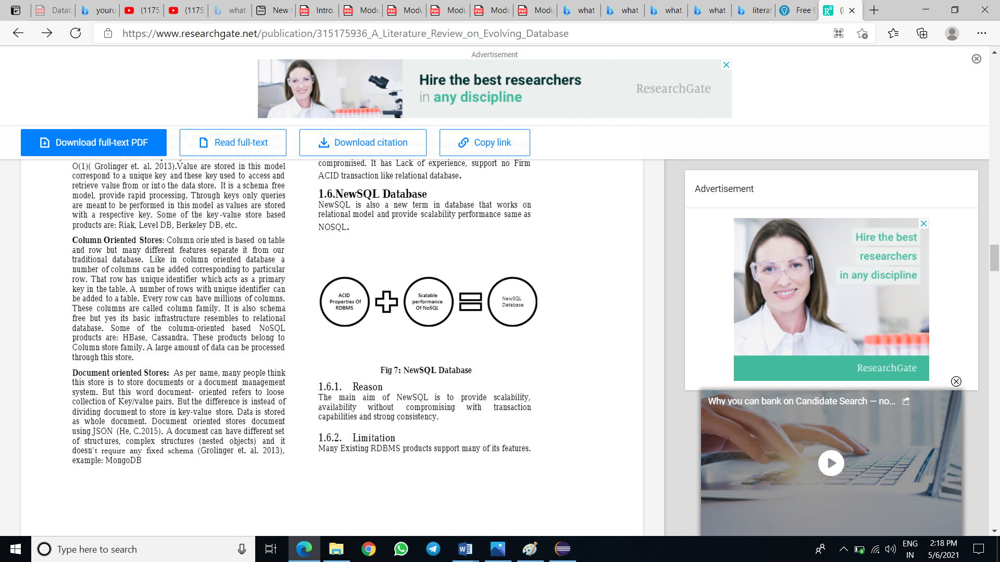 Datab
youru
(1175
(1175
what
New t
Intro.
Modu
Modu
Modu
Modu
Modu
what
what
what
what
literat
Free E
https://www.researchgate.net/publication/315175936_A_Literature_Review_on_Evolving_Database
Advertisement
Hire the best researchers
in any discipline
ResearchGate
Download full-text PDF
Read full-text
Download citation
Copy link
O(1)( Grolinger et. al. 2013).Value are stored in this model
correspond to a unique key and these key used to access and
retrieve value from or into the data store. It is a schema free
model, provide rapid processing. Through keys only queries
are meant to be performed in this model as values are stored
with a respective key. Some of the key-value store based
products are: Riak, Level DB, Berkeley DB, etc.
Column Oriented Stores: Column oriented is based on table
and row but many different features separate it from our
traditional database. Like in column oriented database a
number of columns can be added corresponding to particular
row. That row has unique identifier which acts as a primary
key in the table. A number of rows with unique identifier can
be added to a table. Every row can have millions of columns.
These columns are called column family. It is also schema
free but yes its basic infrastructure resembles to relational
database. Some of the column-oriented based NoSQL
products are: HBase, Cassandra. These products belong to
Column store family. A large amount of data can be processed
through this store.
Document oriented Stores: As per name, many people think
this store is to store documents or a document management
system. But this word document- oriented refers to loose
collection of Key/value pairs. But the difference is instead of
dividing document to store in key-value store. Data is stored
as whole document. Document oriented stores document
using JSON (He, C.2015). A document can have different set
of structures, complex structures (nested objects) and it
doesn't require any fixed schema (Grolinger et. al. 2013),
example: MongoDB
Limitations
compromised. It has Lack of experience, support no Firm
ACID transaction like relational database.
1.6.NewSQL Database
NewSQL is also a new term in database that works on
relational model and provide scalability performance same as
NOSQL.
ACID
Properties Of
RDBMS
Scalable
performance
Of NoSQL
NewSQL
Database
Fig 7: NewSQL Database
1.6.1. Reason
The main aim of NewSQL is to provide scalability,
availability without compromising with transaction
capabilities and strong consistency.
1.6.2. Limitation
Many Existing RDBMS products support many of its features.
Advertisement
Hire the best
researchers
in any discipline
ResearchGate
Why you can bank on Candidate Search — no...
Type here to search
ENG
IN
2:18 PM
5/6/2021